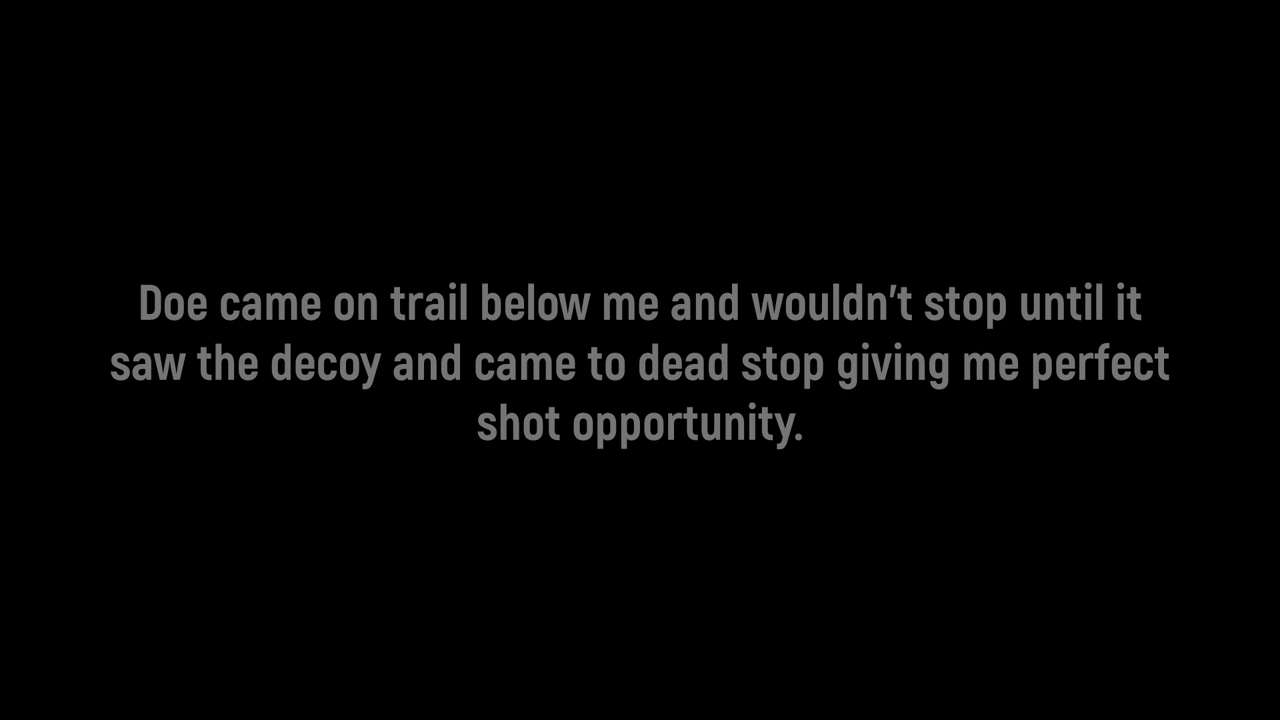 Doe came on trail below me and wouldn't stop until it
saw the decoy and came to dead stop giving me perfect
shot opportunity.